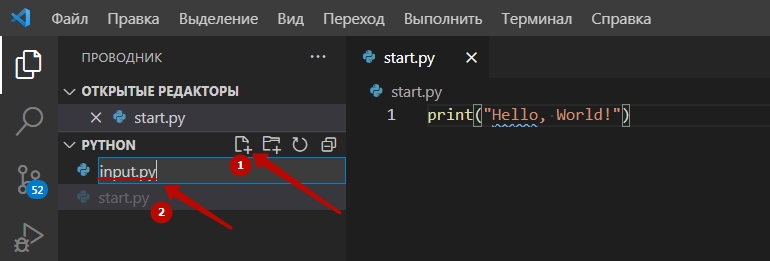 Файл Правка Выделение Вид Переход Выполнить Терминал Справка
ПРОВОДНИК
ОТКРЫТЫЕ РЕДАКТОРЫ
start.py
PYTHON
1
input.py
start.py
2
52
start.py
start.py
1 print("Hello, World!")